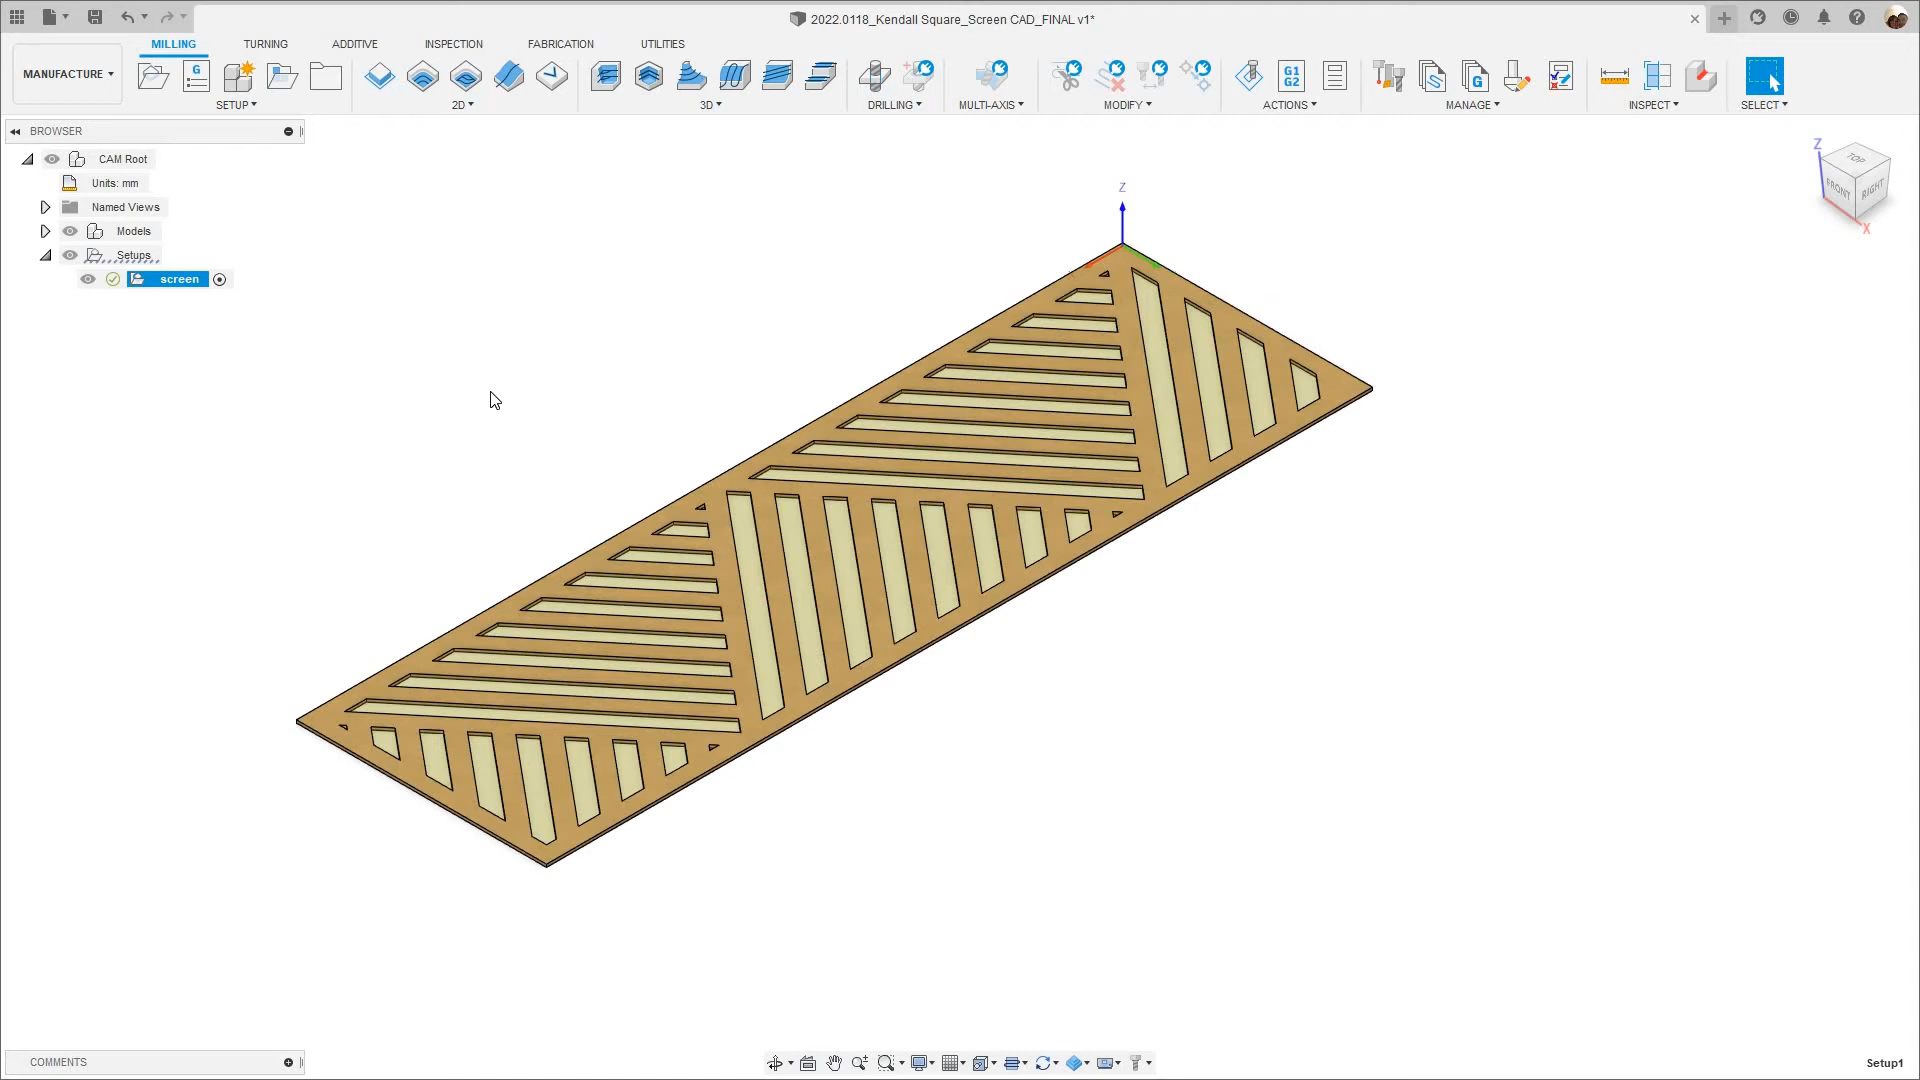 2022.0118_Kendall Square_Screen CAD_FINAL v1*
MILLING TURNING ADDITIVE INSPECTION FABRICATION UTILITIES
MANUFACTURE
G
G1
G2
G
SETUP 2D 3D DRILLING MULTI-AXIS MODIFY ACTIONS MANAGE INSPECT SELECT
BROWSER
CAM Root
Units: mm
Named Views
Models
Setups
screen
Z
Z
TOP
FRONT
RIGHT
X
COMMENTS
Setup1